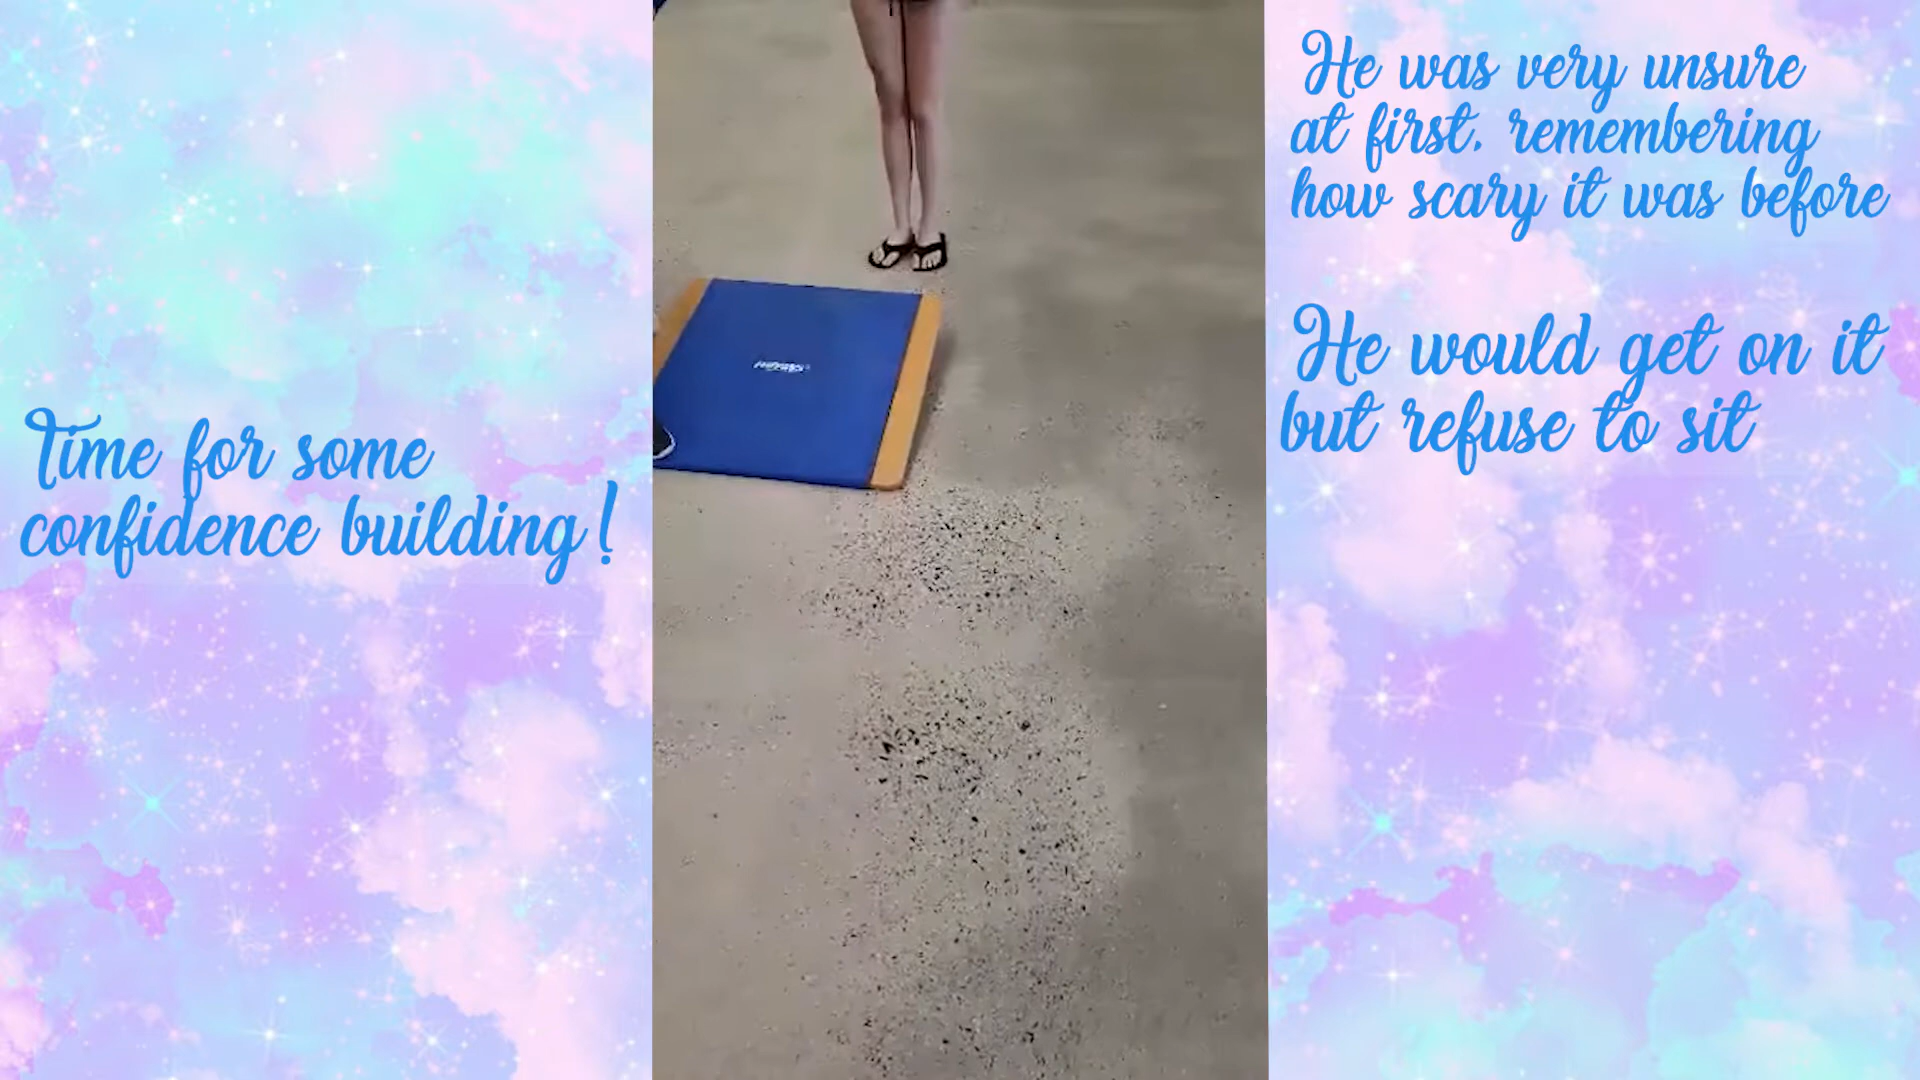 Time for some
confidence building!
He was very unsure
at first, remembering
how scary it was before
He would get on it
but refuse to sit